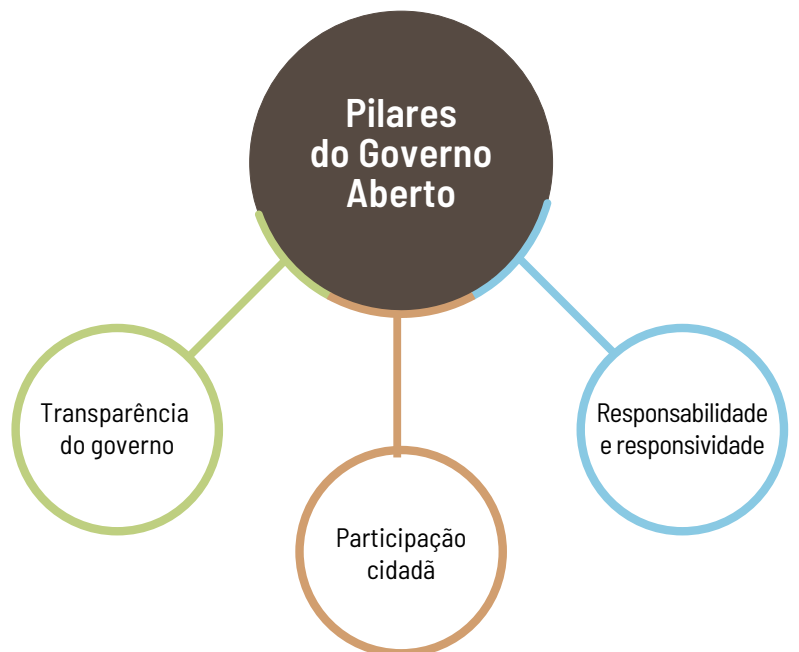 Pilares
do Governo
Aberto
Transparência
do governo
Participação
cidadã
Responsabilidade
e responsividade